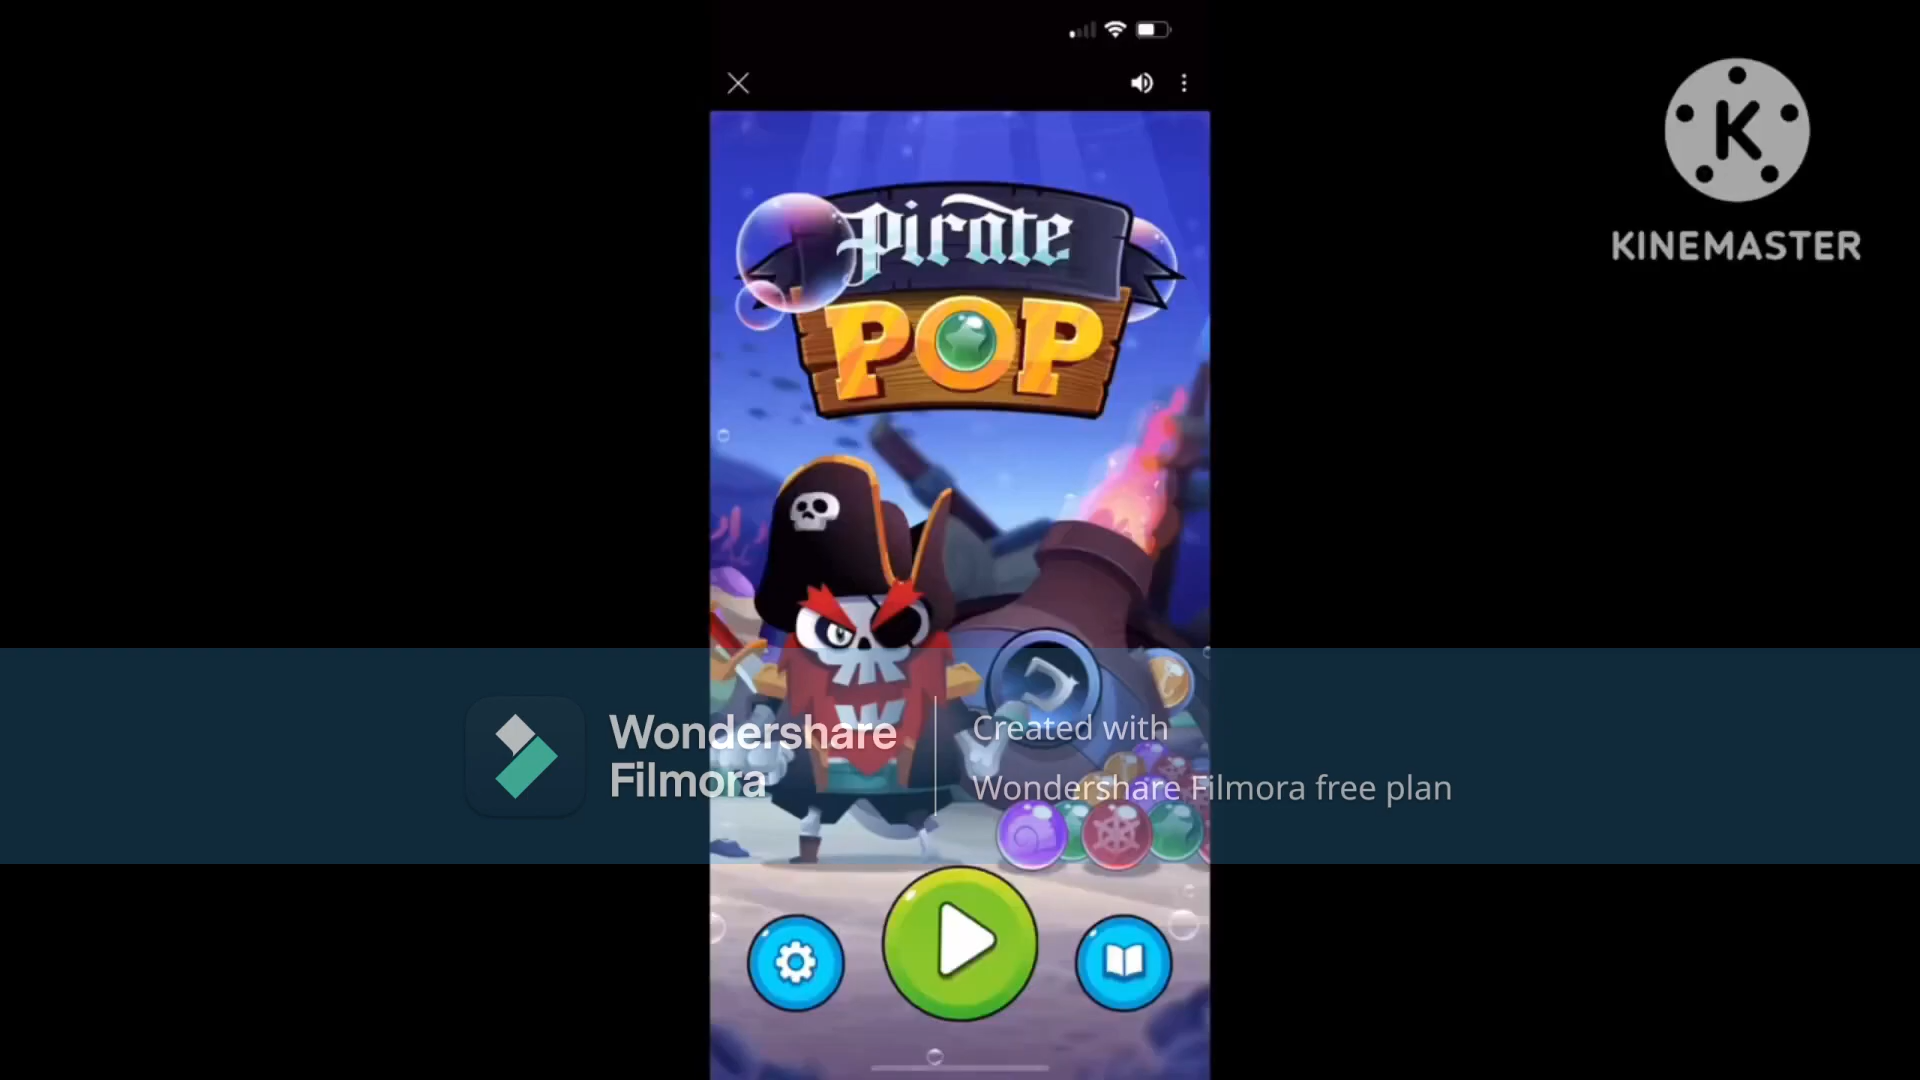 Pirate
POP
K
KINEMASTER
Wondershare
Filmora
Created with
Wondershare Filmora free plan